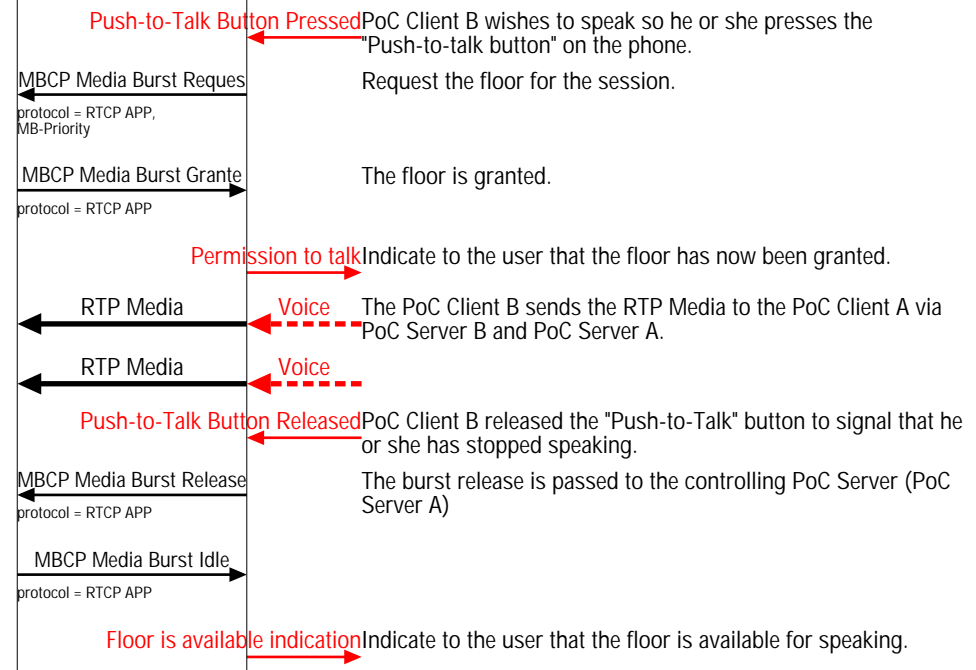 Push-to-Talk Button Pressed PoC Client B wishes to speak so he or she presses the
"Push-to-talk button" on the phone.
MBCP Media Burst Reques Request the floor for the session.
protocol = RTCP APP,
MB-Priority
MBCP Media Burst Grante The floor is granted.
protocol = RTCP APP
Permission to talk Indicate to the user that the floor has now been granted.
RTP Media Voice The PoC Client B sends the RTP Media to the PoC Client A via
PoC Server B and PoC Server A.
RTP Media Voice
Push-to-Talk Button Released PoC Client B released the "Push-to-Talk" button to signal that he
or she has stopped speaking.
MBCP Media Burst Release The burst release is passed to the controlling PoC Server (PoC
Server A)
protocol = RTCP APP
MBCP Media Burst Idle
protocol = RTCP APP
Floor is available indication Indicate to the user that the floor is available for speaking.